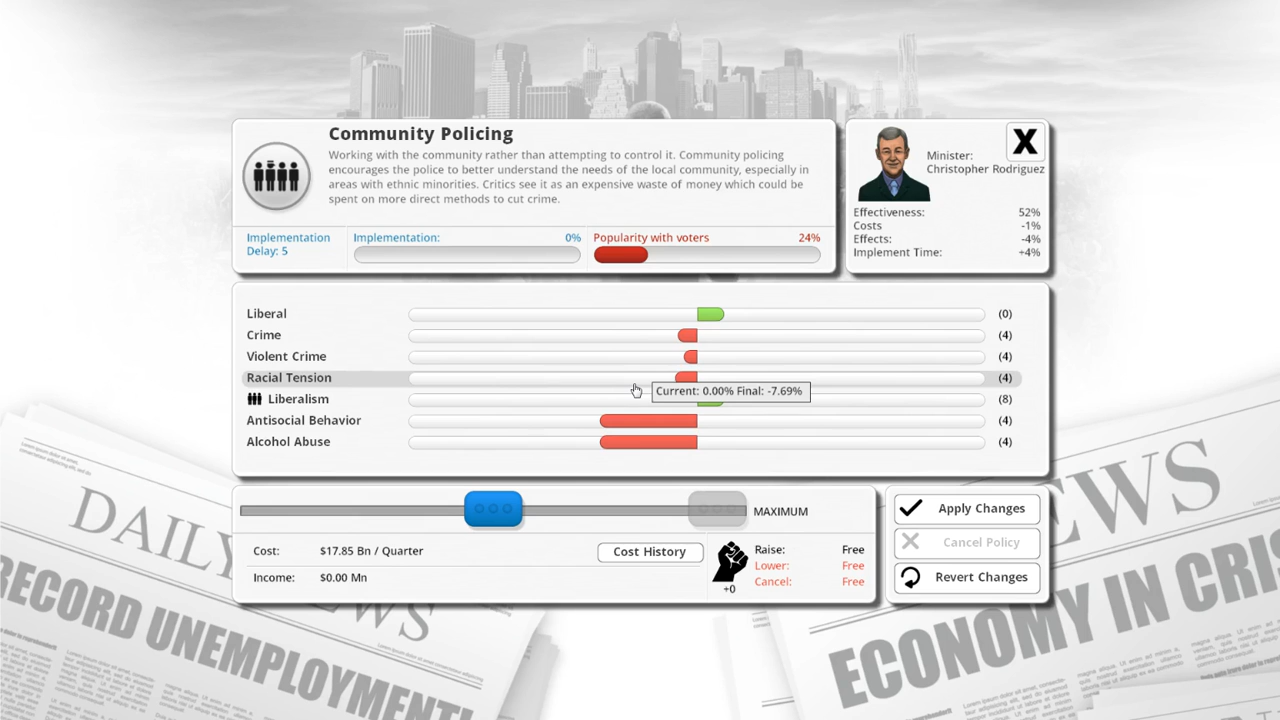 Community Policing
Working with the community rather than attempting to control it. Community policing
encourages the police to better understand the needs of the local community, especially in
areas with ethnic minorities. Critics see it as an expensive waste of money which could be
spent on more direct methods to cut crime.
Implementation
Delay: 5
Implementation: 0%
Popularity with voters 24%
X
Minister:
Christopher Rodriguez
Effectiveness: 52%
Costs -1%
Effects: -4%
Implement Time: +4%
Liberal (0)
Crime (4)
Violent Crime (4)
Racial Tension (4)
Current: 0.00% Final: -7.69%
Liberalism (8)
Antisocial Behavior (4)
Alcohol Abuse (4)
MAXIMUM
Cost: $17.85 Bn / Quarter
Cost History
Income: $0.00 Mn
+0
Raise: Free
Lower: Free
Cancel: Free
Apply Changes
Cancel Policy
Revert Changes
DAILY NEWS
RECORD UNEMPLOYMENT!
NEWS
ECONOMY IN CRIS